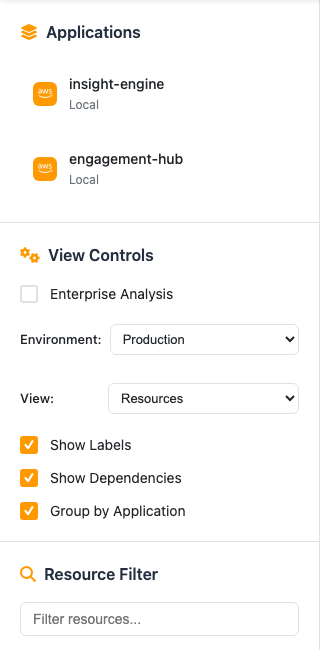 Applications
aws
insight-engine
Local
aws
engagement-hub
Local
View Controls
Enterprise Analysis
Environment: Production
View: Resources
Show Labels
Show Dependencies
Group by Application
Resource Filter
Filter resources...